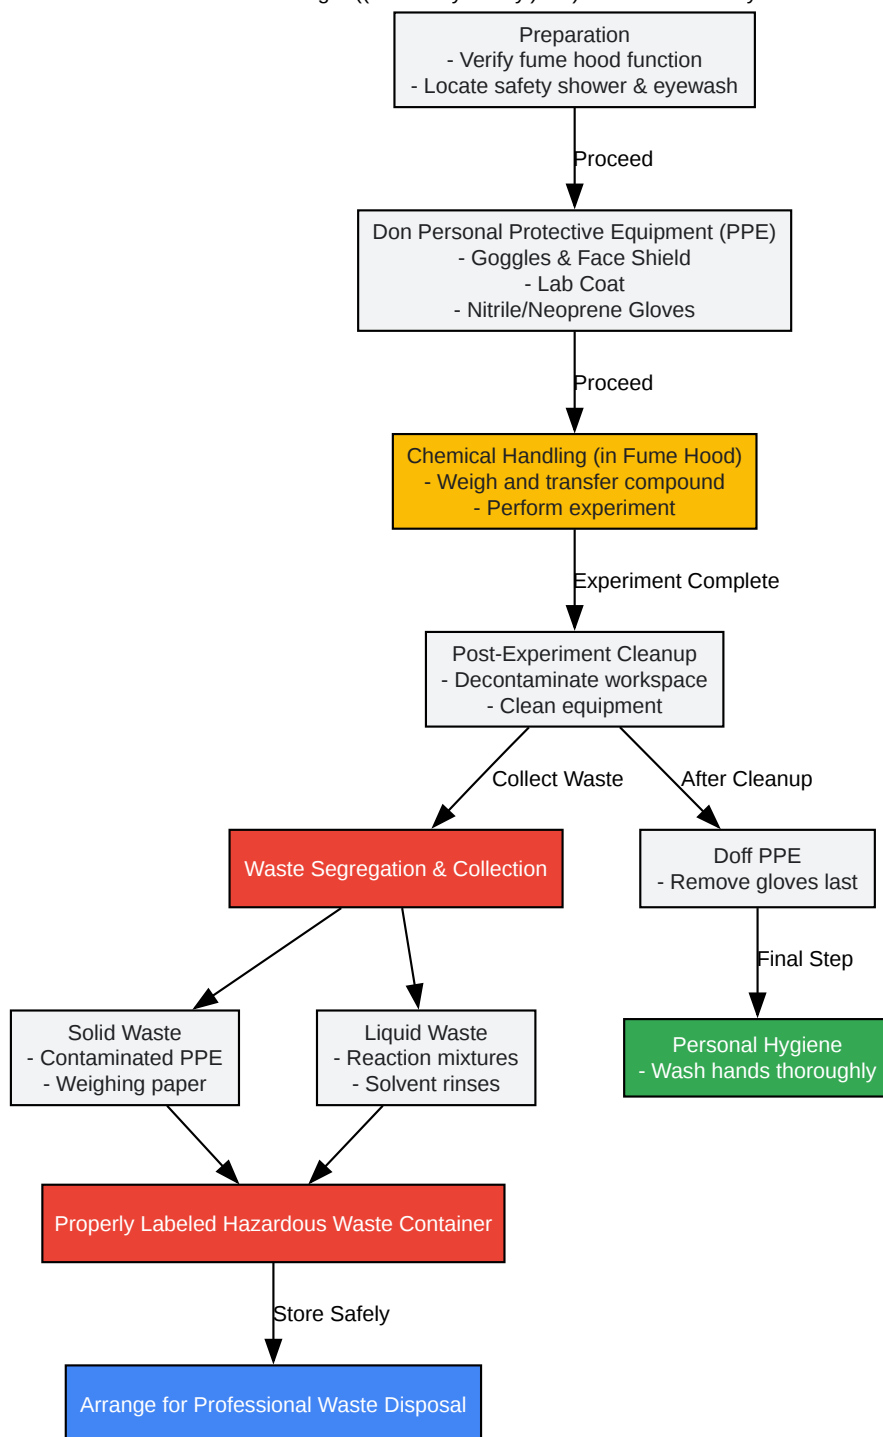 Preparation
- Verify fume hood function
- Locate safety shower & eyewash
Proceed
Don Personal Protective Equipment (PPE)
- Goggles & Face Shield
- Lab Coat
- Nitrile/Neoprene Gloves
Proceed
Chemical Handling (in Fume Hood)
- Weigh and transfer compound
- Perform experiment
Experiment Complete
Post-Experiment Cleanup
- Decontaminate workspace
- Clean equipment
Collect Waste
After Cleanup
Waste Segregation & Collection
Doff PPE
- Remove gloves last
Final Step
Solid Waste
- Contaminated PPE
- Weighing paper
Liquid Waste
- Reaction mixtures
- Solvent rinses
Personal Hygiene
- Wash hands thoroughly
Properly Labeled Hazardous Waste Container
Store Safely
Arrange for Professional Waste Disposal